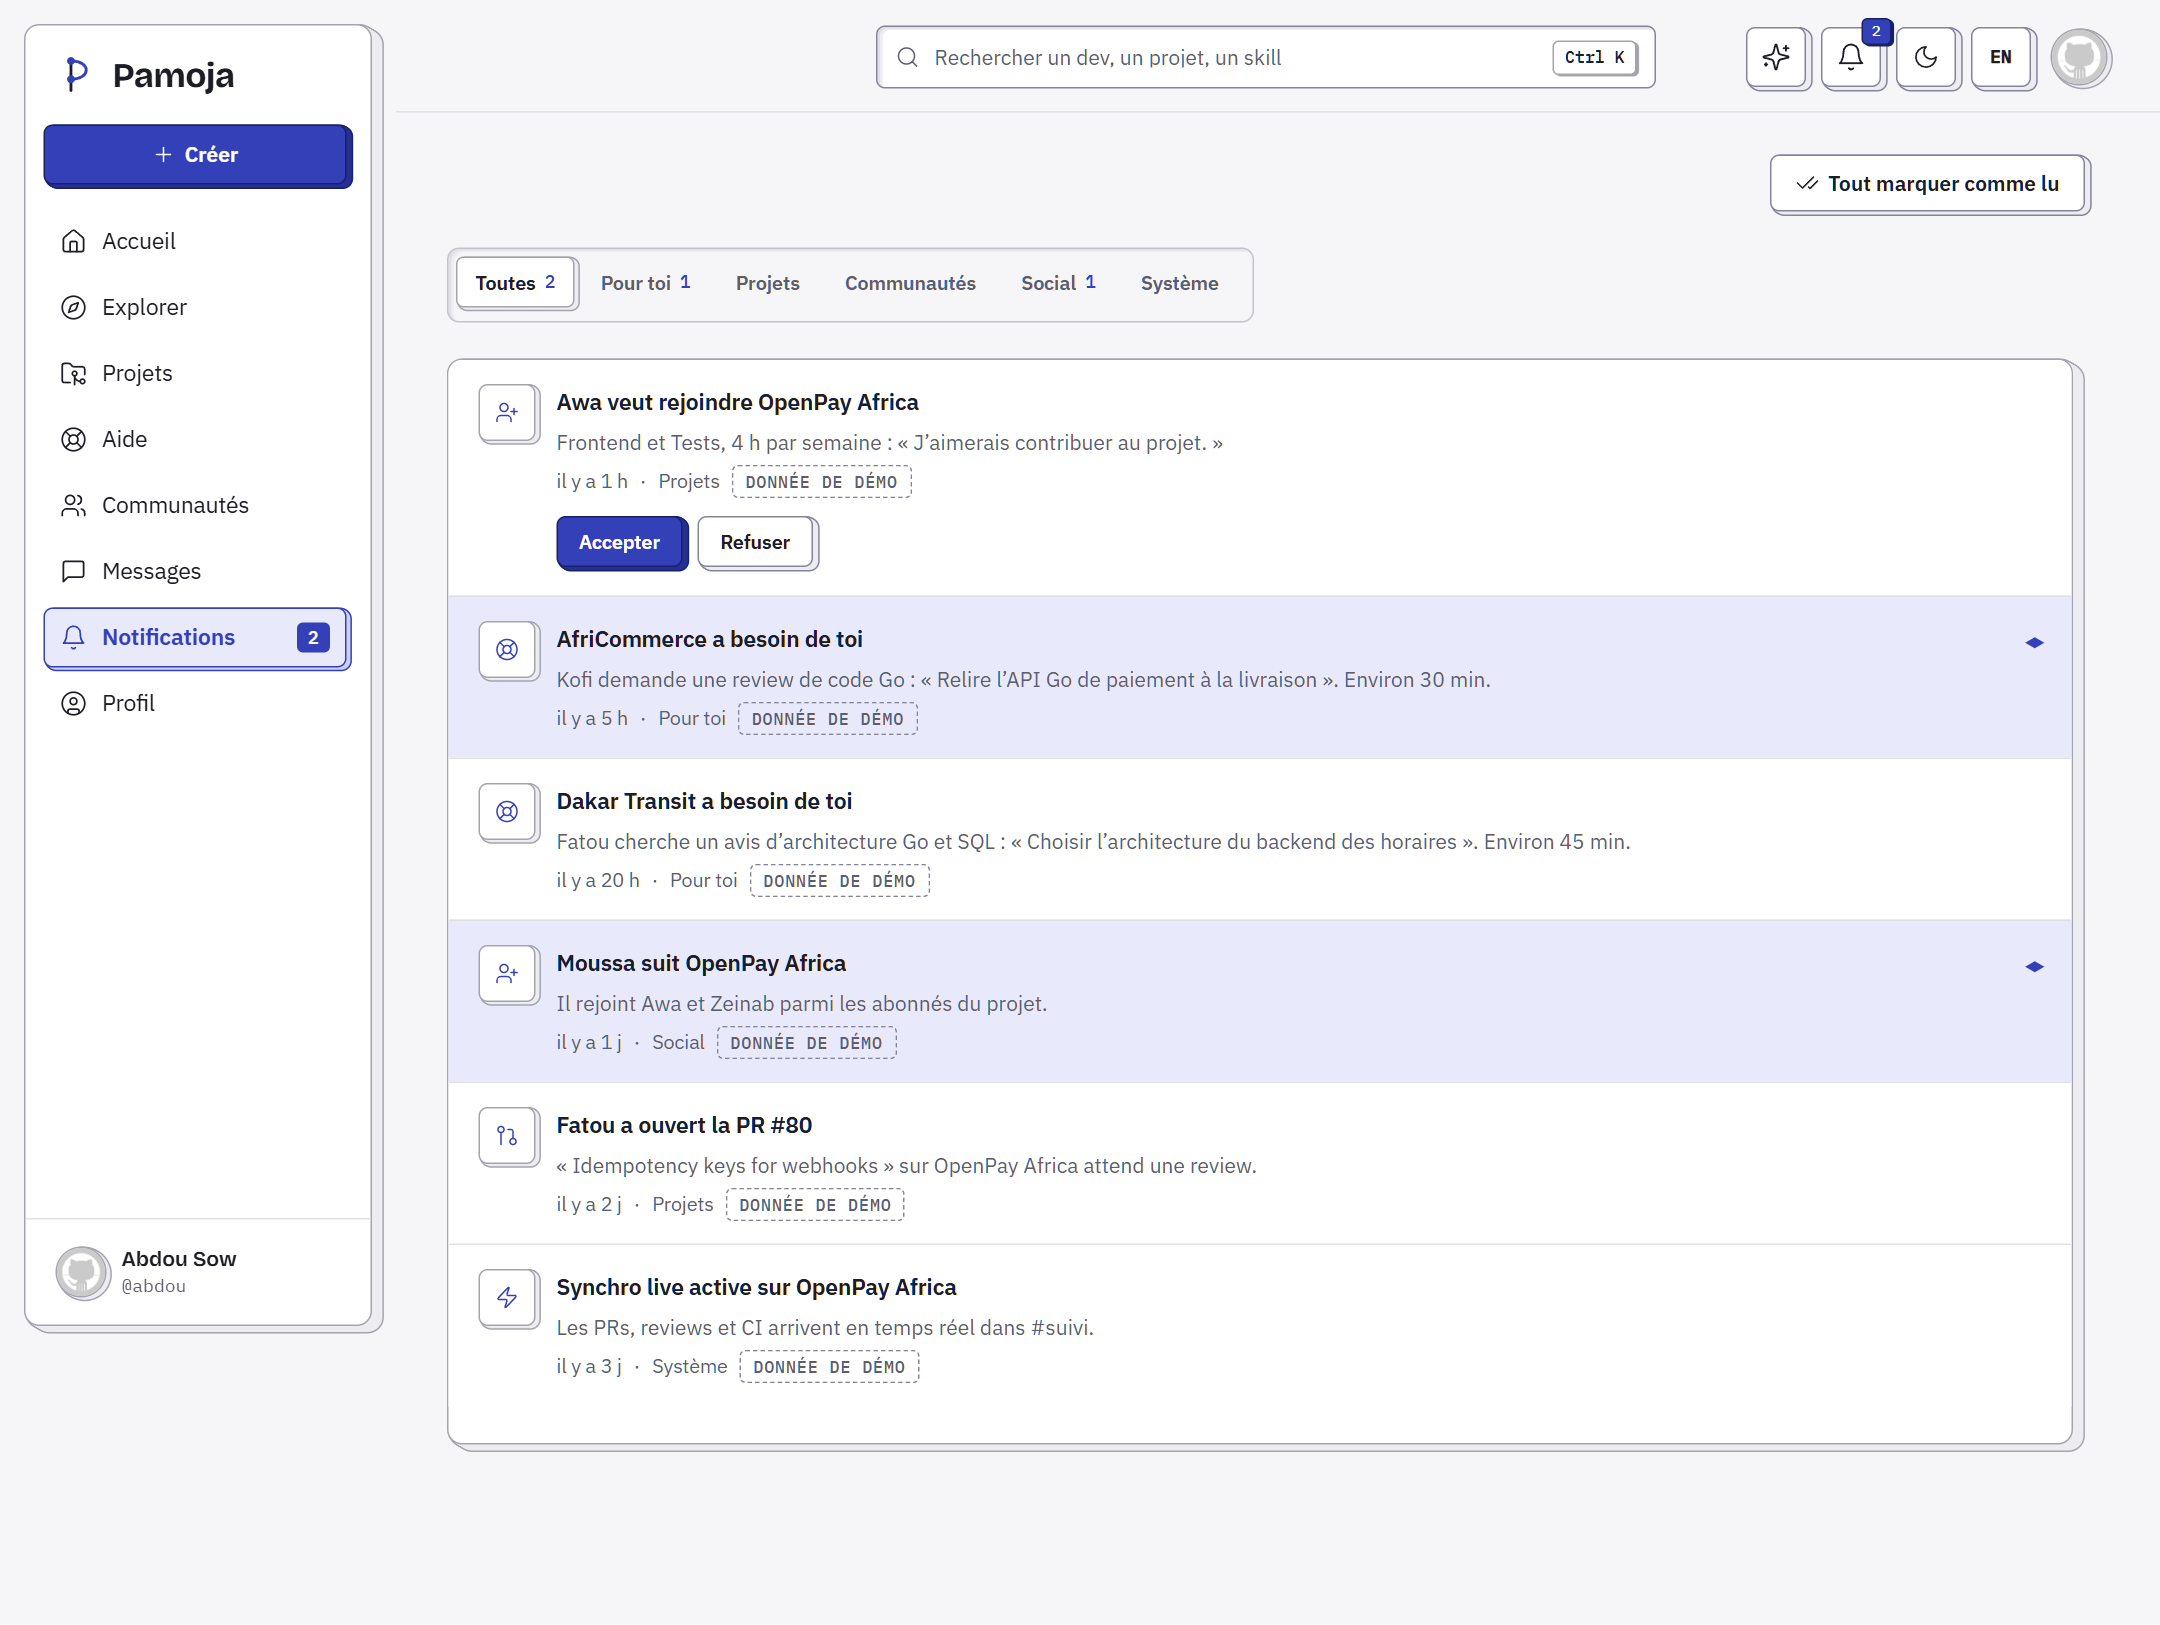 Pamoja
Créer
Accueil
Explorer
Projets
Aide
Communautés
Messages
Notifications 2
Profil
Abdou Sow
@abdou
Rechercher un dev, un projet, un skill Ctrl K
2
EN
Tout marquer comme lu
Toutes 2 Pour toi 1 Projets Communautés Social 1 Système
Awa veut rejoindre OpenPay Africa
Frontend et Tests, 4 h par semaine : « J’aimerais contribuer au projet. »
il y a 1 h · Projets DONNÉE DE DÉMO
Accepter Refuser
AfriCommerce a besoin de toi
Kofi demande une review de code Go : « Relire l’API Go de paiement à la livraison ». Environ 30 min.
il y a 5 h · Pour toi DONNÉE DE DÉMO
Dakar Transit a besoin de toi
Fatou cherche un avis d’architecture Go et SQL : « Choisir l’architecture du backend des horaires ». Environ 45 min.
il y a 20 h · Pour toi DONNÉE DE DÉMO
Moussa suit OpenPay Africa
Il rejoint Awa et Zeinab parmi les abonnés du projet.
il y a 1 j · Social DONNÉE DE DÉMO
Fatou a ouvert la PR #80
« Idempotency keys for webhooks » sur OpenPay Africa attend une review.
il y a 2 j · Projets DONNÉE DE DÉMO
Synchro live active sur OpenPay Africa
Les PRs, reviews et CI arrivent en temps réel dans #suivi.
il y a 3 j · Système DONNÉE DE DÉMO